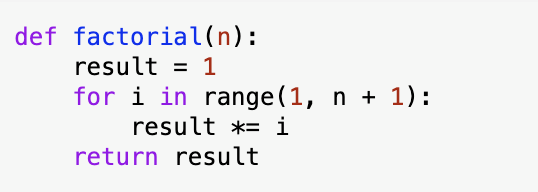 def factorial(n):
    result = 1
    for i in range(1, n + 1):
        result *= i
    return result